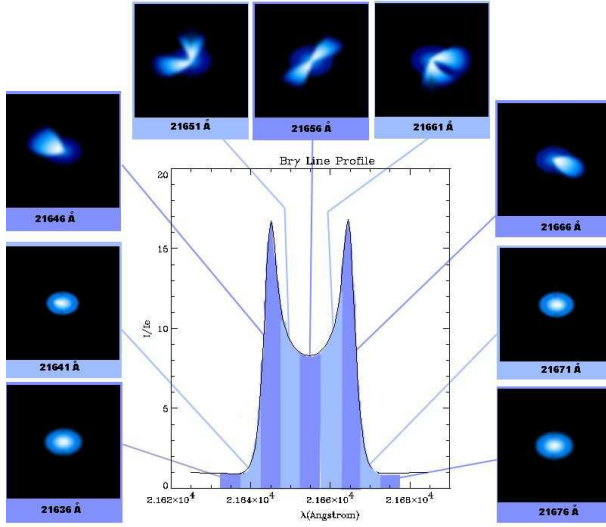 21651 Å
21656 Å
21661 Å
21646 Å
21666 Å
21641 Å
21671 Å
21636 Å
21676 Å
Brγ Line Profile
20
15
10
5
0
I/Ic
2.162×10⁴
2.164×10⁴
2.166×10⁴
2.168×10⁴
λ(Angstrom)